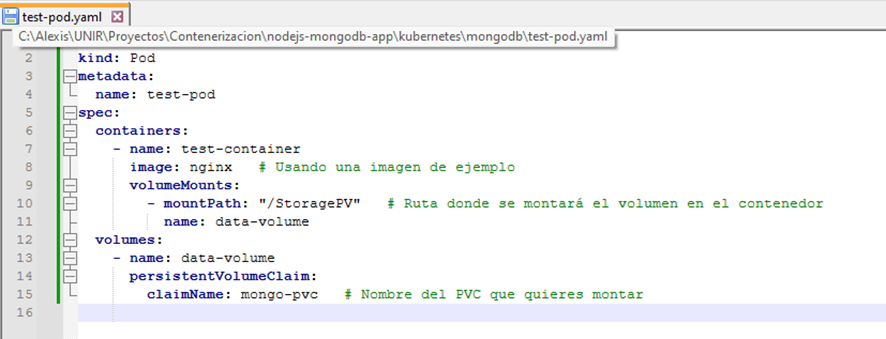 test-pod.yaml
C:\Alexis\UNIR\Proyectos\Contenerizacion\nodejs-mongodb-app\kubernetes\mongodb\test-pod.yaml
2 kind: Pod
3 metadata:
4 name: test-pod
5 spec:
6 containers:
7 - name: test-container
8 image: nginx # Usando una imagen de ejemplo
9 volumeMounts:
10 - mountPath: "/StoragePV" # Ruta donde se montará el volumen en el contenedor
11 name: data-volume
12 volumes:
13 - name: data-volume
14 persistentVolumeClaim:
15 claimName: mongo-pvc # Nombre del PVC que quieres montar
16